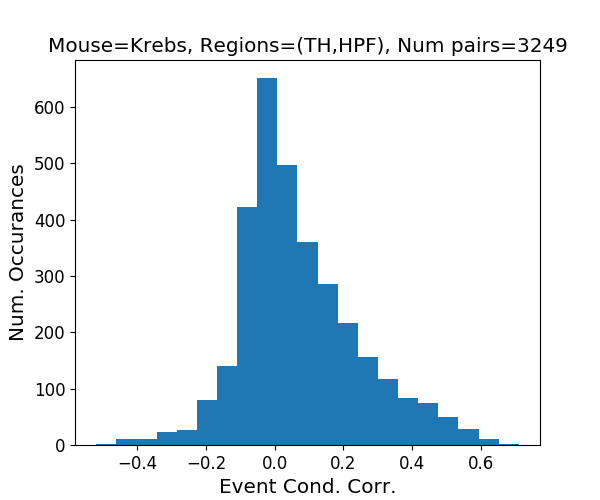 Mouse=Krebs, Regions=(TH,HPF), Num pairs=3249
Num. Occurances
600
500
400
300
200
100
0
−0.4 −0.2 0.0 0.2 0.4 0.6
Event Cond. Corr.